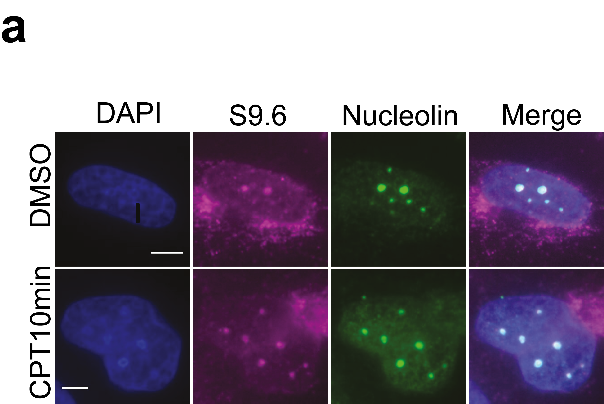 a
DAPI S9.6 Nucleolin Merge
DMSO
CPT10min